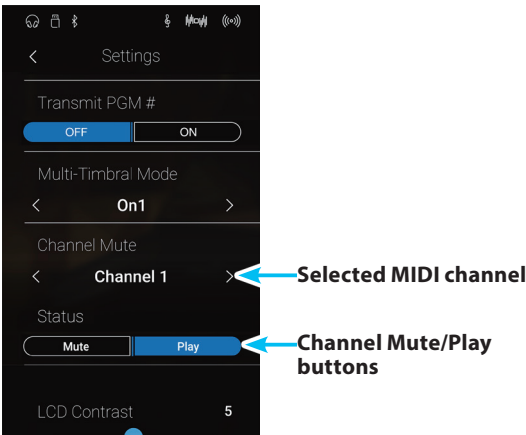 Settings
Transmit PGM #
OFF ON
Multi-Timbral Mode
On1
Channel Mute
Channel 1
Selected MIDI channel
Status
Mute Play
Channel Mute/Play
buttons
LCD Contrast 5